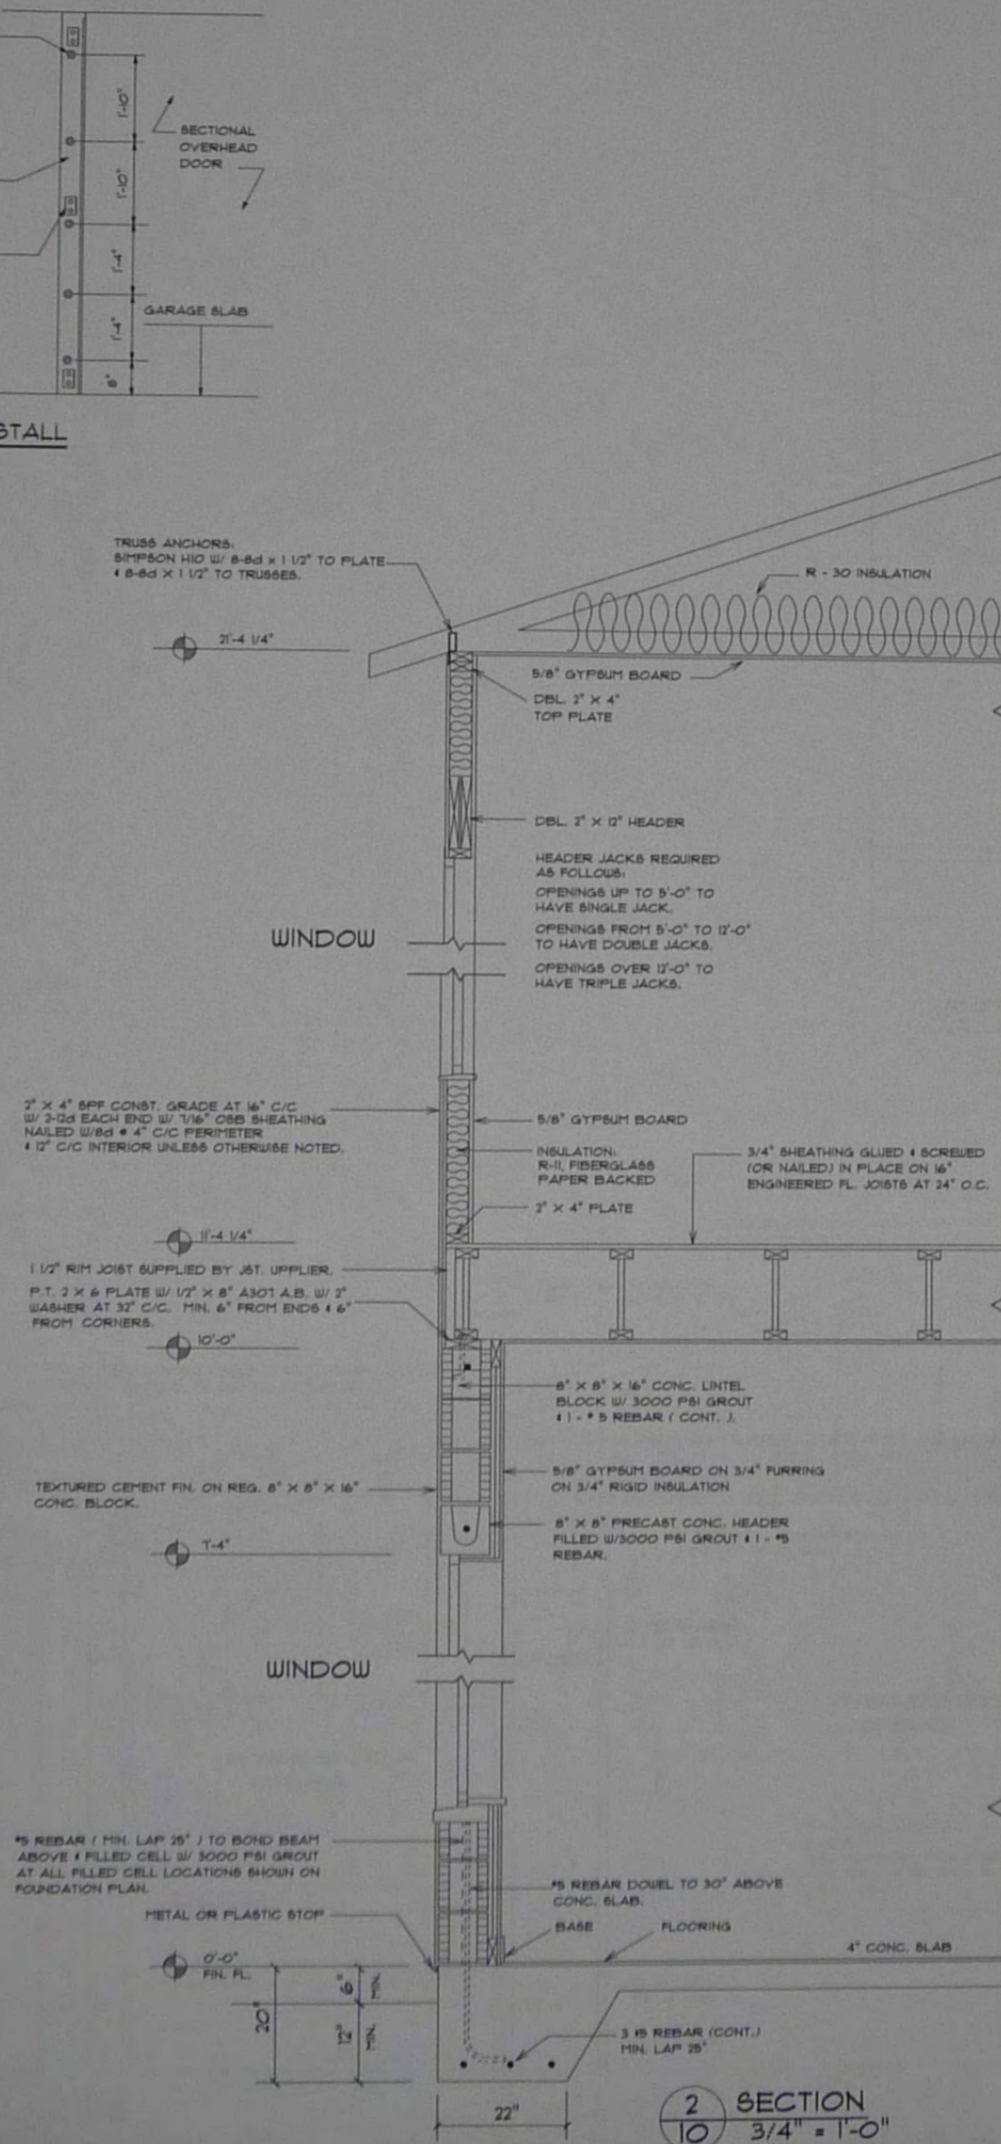 1'-10"
SECTIONAL
OVERHEAD
DOOR
1'-10"
1'-4"
GARAGE SLAB
1'-4"
8"
STALL
TRUSS ANCHORS:
SIMPSON H10 W/ 8-8d x 1 1/2" TO PLATE
& 8-8d X 1 1/2" TO TRUSSES.
R - 30 INSULATION
21'-4 1/4"
5/8" GYPSUM BOARD
DBL. 2" X 4"
TOP PLATE
DBL. 2" X 12" HEADER
HEADER JACKS REQUIRED
AS FOLLOWS:
OPENINGS UP TO 5'-0" TO
HAVE SINGLE JACK.
WINDOW
OPENINGS FROM 5'-0" TO 12'-0"
TO HAVE DOUBLE JACKS.
OPENINGS OVER 12'-0" TO
HAVE TRIPLE JACKS.
2" X 4" SPF CONST. GRADE AT 16" C/C
W/ 2-12d EACH END W/ 7/16" OSB SHEATHING
NAILED W/8d @ 4" C/C PERIMETER
& 12" C/C INTERIOR UNLESS OTHERWISE NOTED.
5/8" GYPSUM BOARD
INSULATION:
R-11, FIBERGLASS
PAPER BACKED
3/4" SHEATHING GLUED & SCREWED
(OR NAILED) IN PLACE ON 16"
ENGINEERED FL. JOISTS AT 24" O.C.
2" X 4" PLATE
11'-4 1/4"
1 1/2" RIM JOIST SUPPLIED BY JST. UPPLIER.
P.T. 2 X 6 PLATE W/ 1/2" X 8" A307 A.B. W/ 2"
WASHER AT 32" C/C. MIN. 6" FROM ENDS & 6"
FROM CORNERS.
10'-0"
8" X 8" X 16" CONC. LINTEL
BLOCK W/ 3000 PSI GROUT
& 1 - # 5 REBAR ( CONT. ).
TEXTURED CEMENT FIN. ON REG. 8" X 8" X 16"
CONC. BLOCK.
5/8" GYPSUM BOARD ON 3/4" FURRING
ON 3/4" RIGID INSULATION
8" X 8" PRECAST CONC. HEADER
FILLED W/3000 PSI GROUT & 1 - #5
REBAR.
7'-4"
WINDOW
#5 REBAR ( MIN. LAP 25" ) TO BOND BEAM
ABOVE & FILLED CELL W/ 3000 PSI GROUT
AT ALL FILLED CELL LOCATIONS SHOWN ON
FOUNDATION PLAN.
#5 REBAR DOWEL TO 30" ABOVE
CONC. SLAB.
METAL OR PLASTIC STOP
BASE
FLOORING
4" CONC. SLAB
0'-0"
FIN. FL.
6"
MIN.
20"
12"
MIN.
3 #5 REBAR (CONT.)
MIN. LAP 25"
22"
2
10
SECTION
3/4" = 1'-0"